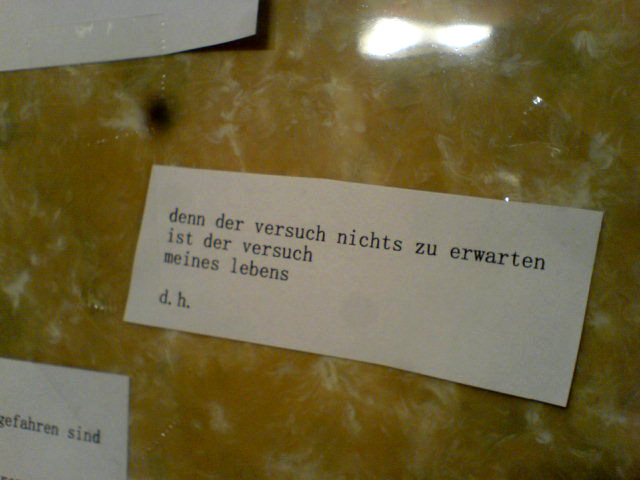 denn der versuch nichts zu erwarten
ist der versuch
meines lebens
d.h.
gefahren sind